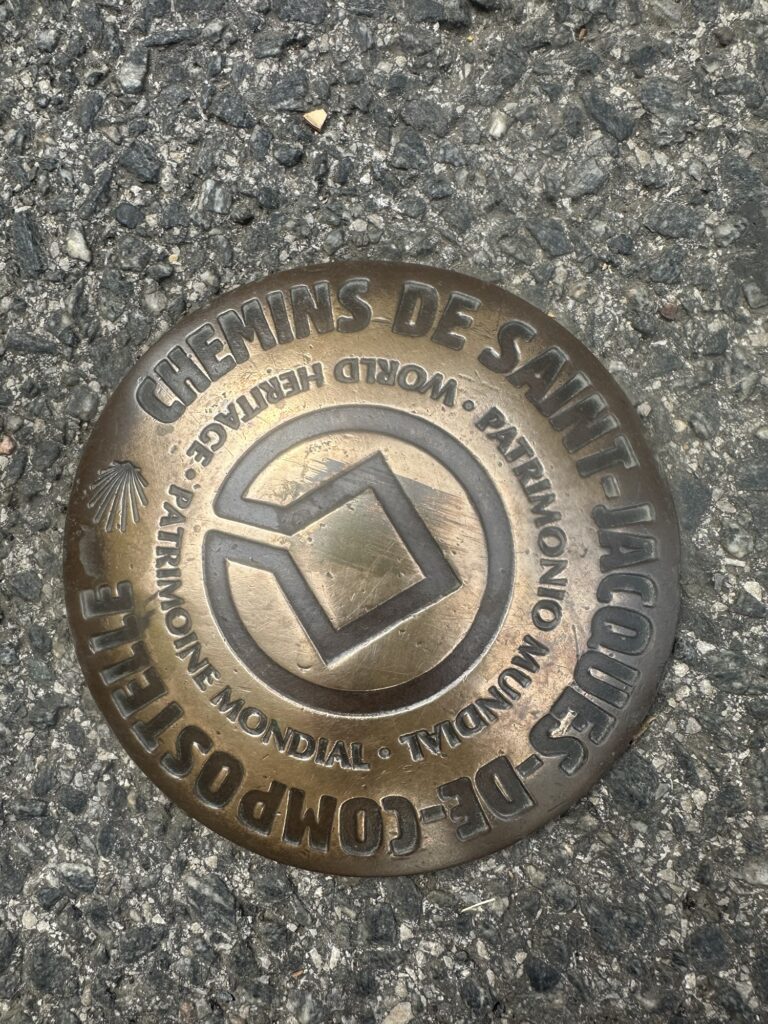 CHEMINS DE SAINT-JACQUES-DE-COMPOSTELLE
WORLD HERITAGE • PATRIMONIO MUNDIAL • PATRIMOINE MONDIAL •